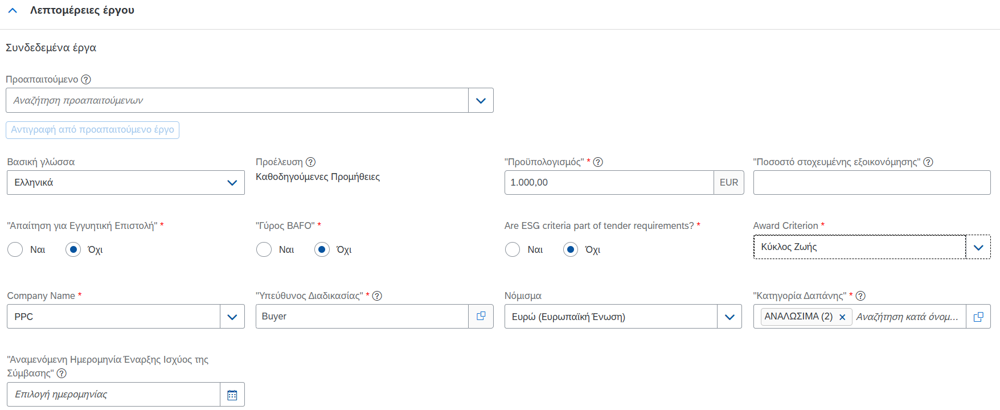 Λεπτομέρειες έργου
Συνδεδεμένα έργα
Προαπαιτούμενο ?
Αναζήτηση προαπαιτούμενων
Αντιγραφή από προαπαιτούμενο έργο
Βασική γλώσσα
Ελληνικά
Προέλευση ?
Καθοδηγούμενες Προμήθειες
"Προϋπολογισμός" * ?
1.000,00 EUR
"Ποσοστό στοχευμένης εξοικονόμησης" ?
"Απαίτηση για Εγγυητική Επιστολή" *
Ναι Όχι
"Γύρος BAFO" *
Ναι Όχι
Are ESG criteria part of tender requirements? *
Ναι Όχι
Award Criterion *
Κύκλος Ζωής
Company Name *
PPC
"Υπεύθυνος Διαδικασίας" * ?
Buyer
Νόμισμα
Ευρώ (Ευρωπαϊκή Ένωση)
"Κατηγορία Δαπάνης" * ?
ΑΝΑΛΩΣΙΜΑ (2) × Αναζήτηση κατά όνομ...
"Αναμενόμενη Ημερομηνία Έναρξης Ισχύος της
Σύμβασης" ?
Επιλογή ημερομηνίας